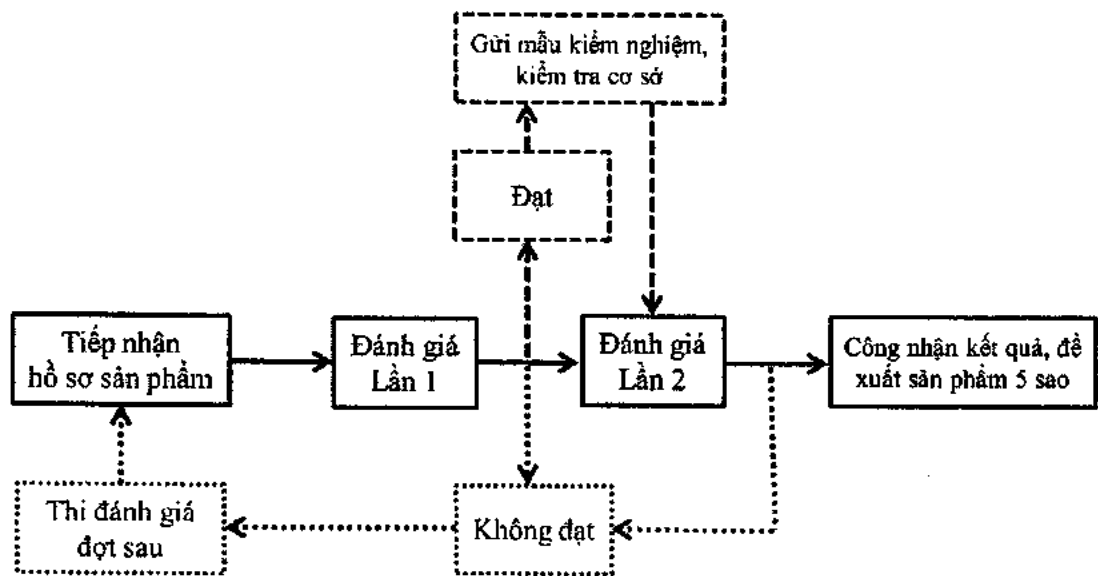 Gửi mẫu kiểm nghiệm,
kiểm tra cơ sở
Đạt
Tiếp nhận
hồ sơ sản phẩm
Đánh giá
Lần 1
Đánh giá
Lần 2
Công nhận kết quả, đề
xuất sản phẩm 5 sao
Thi đánh giá
đợt sau
Không đạt